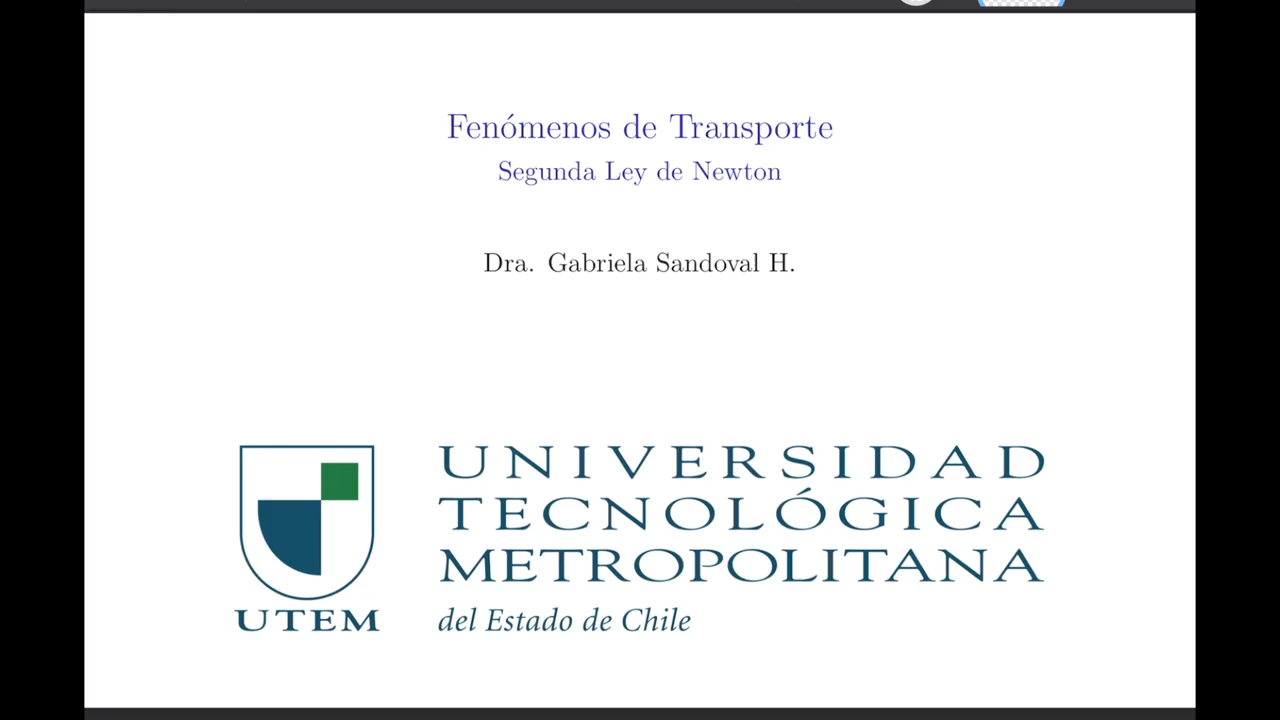 Fenómenos de Transporte
Segunda Ley de Newton
Dra. Gabriela Sandoval H.
UNIVERSIDAD
TECNOLÓGICA
METROPOLITANA
del Estado de Chile
UTEM